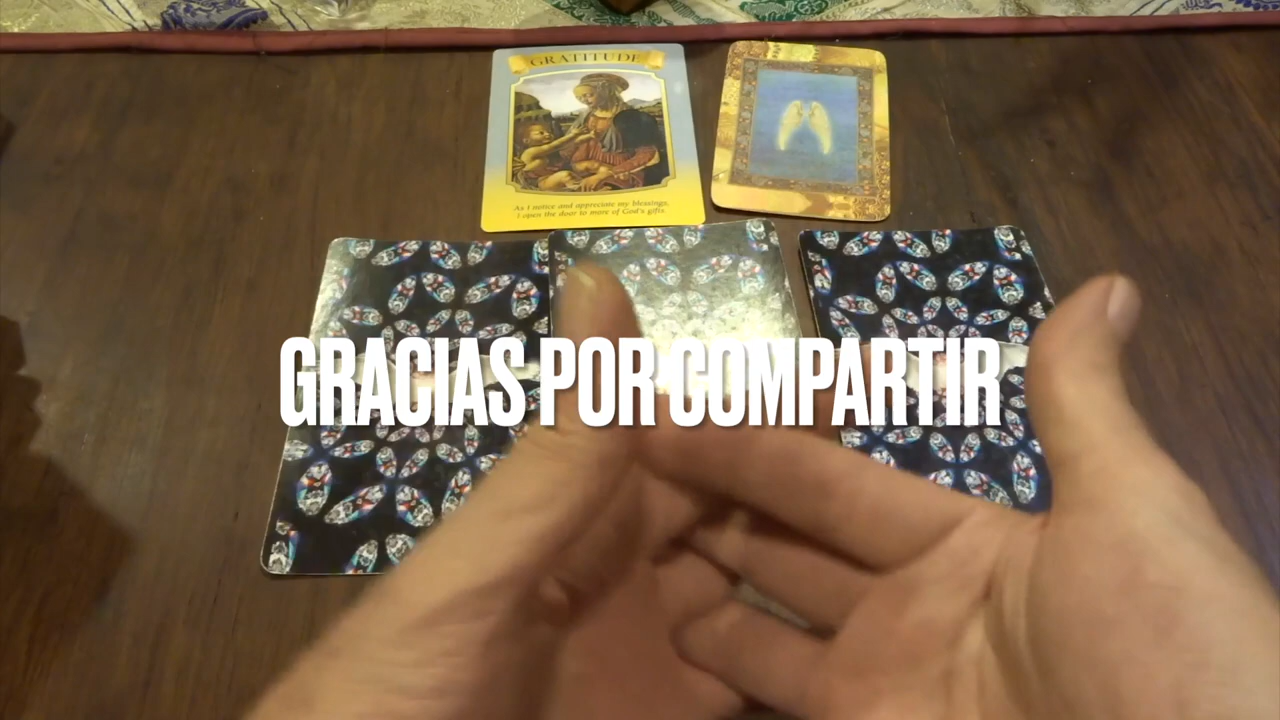 GRATITUDE
As I notice and appreciate my blessings,
I open the door to more of God's gifts.
GRACIAS POR COMPARTIR